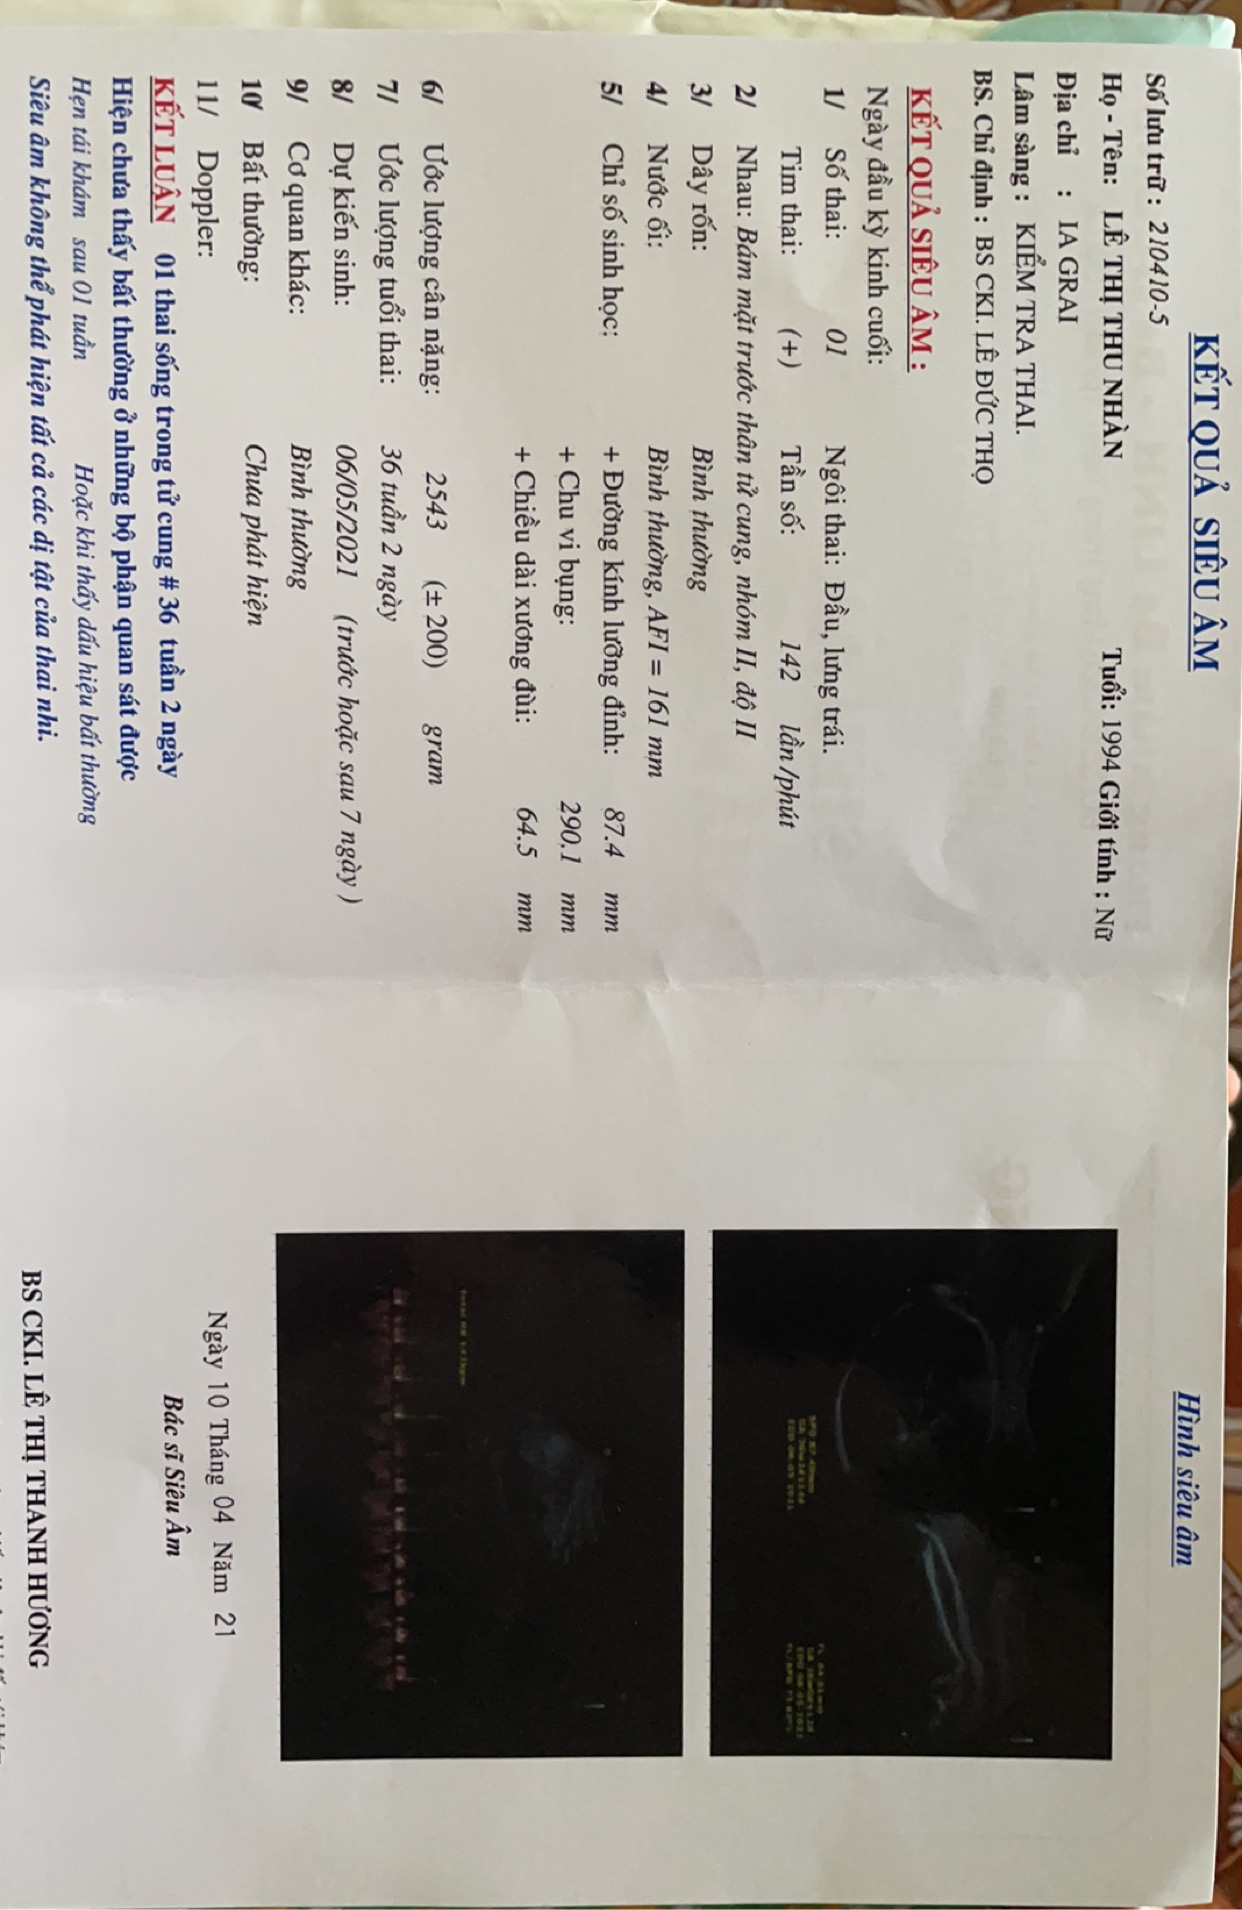 KẾT QUẢ SIÊU ÂM
Số lưu trữ : 210410-5
Họ - Tên: LÊ THỊ THU NHÀN Tuổi: 1994 Giới tính : Nữ
Địa chỉ : IA GRAI
Lâm sàng : KIỂM TRA THAI.
BS. Chỉ định : BS CKI. LÊ ĐỨC THỌ
KẾT QUẢ SIÊU ÂM :
Ngày đầu kỳ kinh cuối:
1/ Số thai: 01 Ngôi thai: Đầu, lưng trái.
Tim thai: (+) Tần số: 142 lần /phút
2/ Nhau: Bám mặt trước thân tử cung, nhóm II, độ II
3/ Dây rốn: Bình thường
4/ Nước ối: Bình thường, AFI = 161 mm
5/ Chỉ số sinh học: + Đường kính lưỡng đỉnh: 87.4 mm
+ Chu vi bụng: 290.1 mm
+ Chiều dài xương đùi: 64.5 mm
6/ Ước lượng cân nặng: 2543 (± 200) gram
7/ Ước lượng tuổi thai: 36 tuần 2 ngày
8/ Dự kiến sinh: 06/05/2021 (trước hoặc sau 7 ngày )
9/ Cơ quan khác: Bình thường
10/ Bất thường: Chưa phát hiện
11/ Doppler:
KẾT LUẬN 01 thai sống trong tử cung # 36 tuần 2 ngày
Hiện chưa thấy bất thường ở những bộ phận quan sát được
Hẹn tái khám sau 01 tuần Hoặc khi thấy dấu hiệu bất thường
Siêu âm không thể phát hiện tất cả các dị tật của thai nhi.
Hình siêu âm
Ngày 10 Tháng 04 Năm 21
Bác sĩ Siêu Âm
BS CKI. LÊ THỊ THANH HƯƠNG